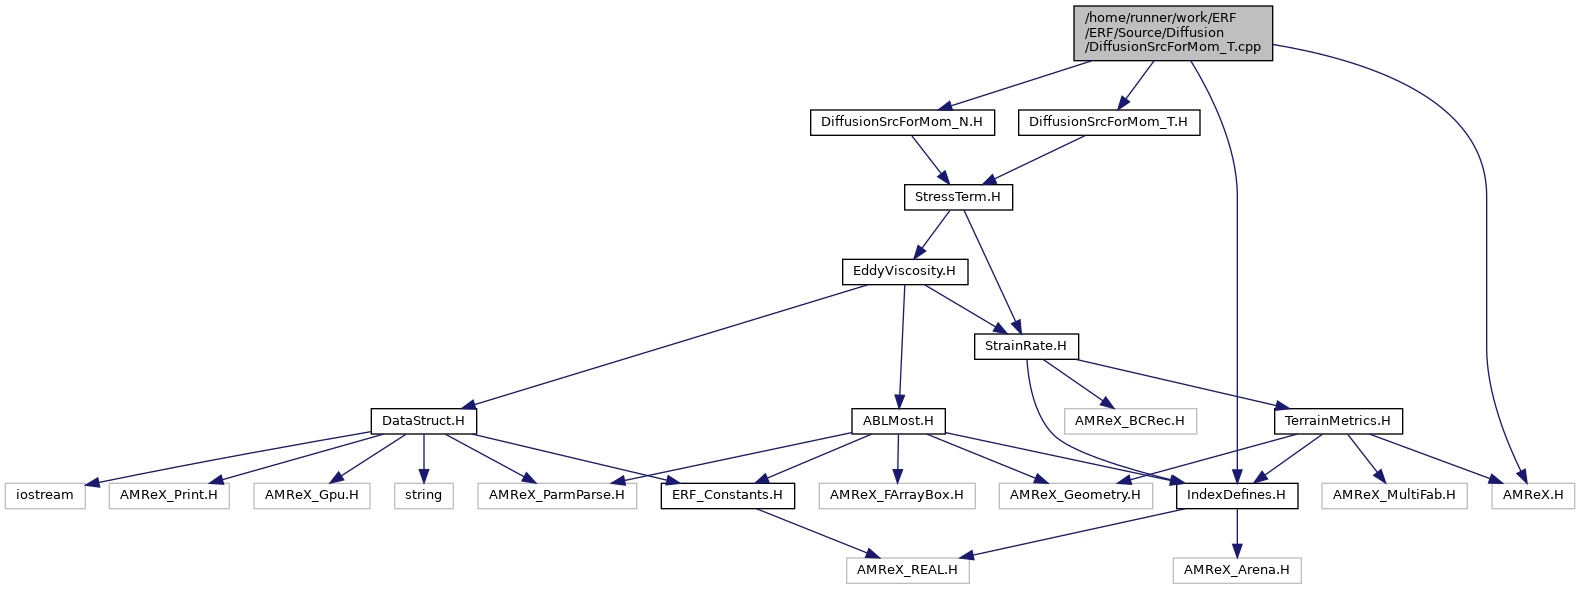 /home/runner/work/ERF
/ERF/Source/Diffusion
/DiffusionSrcForMom_T.cpp
DiffusionSrcForMom_N.H
DiffusionSrcForMom_T.H
StressTerm.H
EddyViscosity.H
StrainRate.H
DataStruct.H
ABLMost.H
AMReX_BCRec.H
TerrainMetrics.H
iostream
AMReX_Print.H
AMReX_Gpu.H
string
AMReX_ParmParse.H
ERF_Constants.H
AMReX_FArrayBox.H
AMReX_Geometry.H
IndexDefines.H
AMReX_MultiFab.H
AMReX.H
AMReX_REAL.H
AMReX_Arena.H